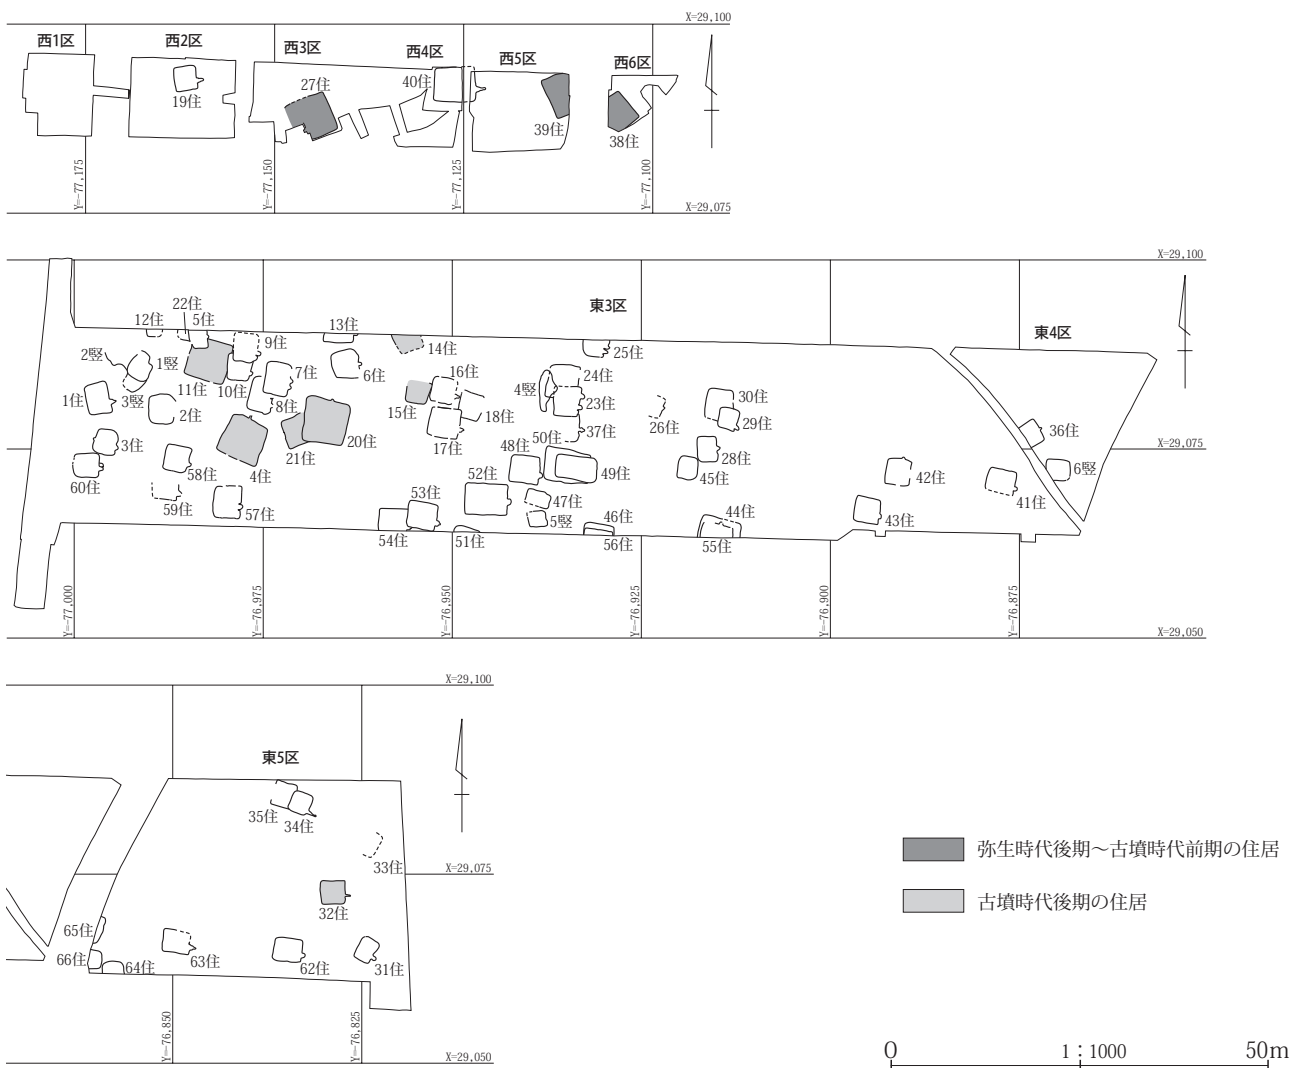 X=29,100
西1区
西2区
西3区
西4区
西5区
西6区
19住
27住
40住
39住
38住
Y=-77,175
Y=-77,150
Y=-77,125
Y=-77,100
X=29,075
X=29,100
東3区
東4区
22住
12住
5住
13住
9住
14住
25住
2竪
1竪
11住
10住
7住
6住
16住
24住
4竪
1住
3竪
2住
8住
15住
18住
23住
26住
30住
29住
20住
21住
17住
37住
36住
3住
58住
4住
48住
50住
49住
28住
45住
6竪
60住
59住
57住
53住
52住
47住
5竪
46住
44住
42住
41住
43住
54住
51住
56住
55住
Y=-77,000
Y=-76,975
Y=-76,950
Y=-76,925
Y=-76,900
Y=-76,875
X=29,075
X=29,050
X=29,100
東5区
35住
34住
33住
X=29,075
32住
65住
66住
64住
63住
62住
31住
Y=-76,850
Y=-76,825
X=29,050
弥生時代後期〜古墳時代前期の住居
古墳時代後期の住居
0 1：1000 50m